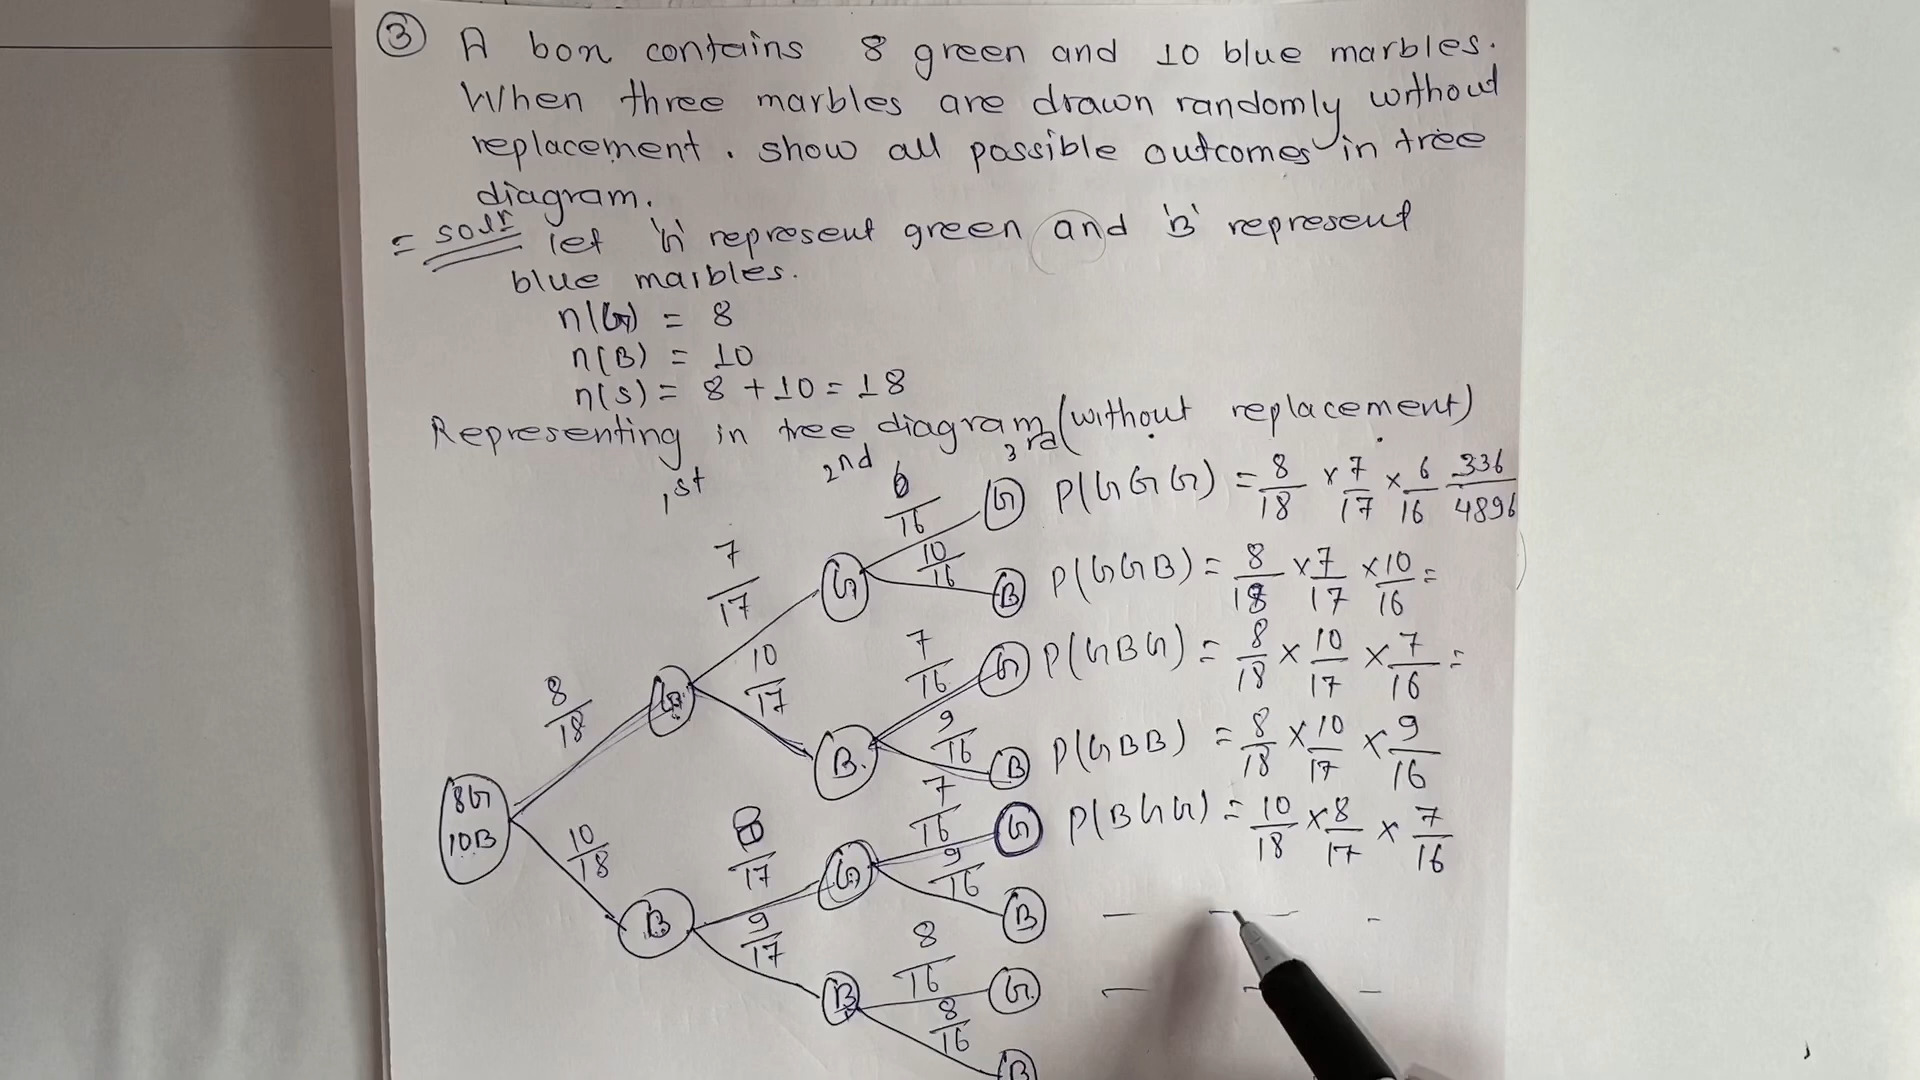 ③ A box contains 8 green and 10 blue marbles.
When three marbles are drawn randomly without
replacement. show all possible outcomes in tree
diagram.
= soln let 'G' represent green and 'B' represent
blue marbles.
n(G) = 8
n(B) = 10
n(S) = 8 + 10 = 18
Representing in tree diagram (without replacement)
1st 2nd 3rd
6/16 G P(GGG) = 8/18 × 7/17 × 6/16 336/4896
7/17 G 10/16 B P(GGB) = 8/18 × 7/17 × 10/16 =
8/18 G 10/17 7/16 G P(GBG) = 8/18 × 10/17 × 7/16 =
B. 9/16 B P(GBB) = 8/18 × 10/17 × 9/16
8G 10B
10/18 8/17 G 7/16 G P(BGG) = 10/18 × 8/17 × 7/16
B 9/17 9/16 B
B 8/16 G
8/16 B